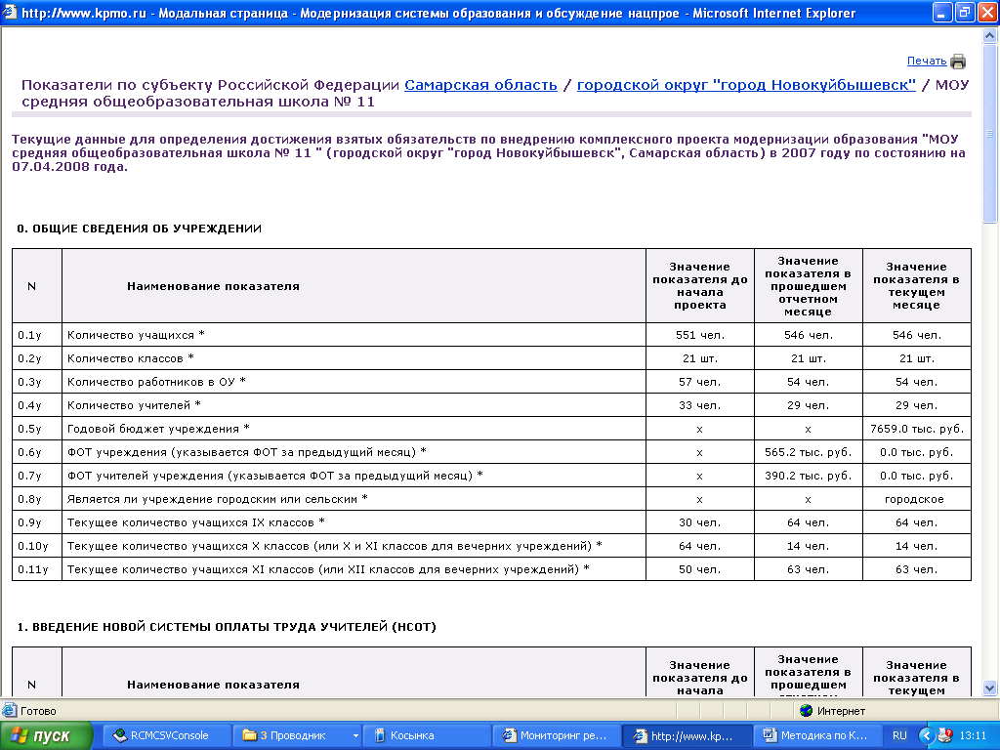 http://www.kpmo.ru - Модальная страница - Модернизация системы образования и обсуждение нацпрое - Microsoft Internet Explorer
Печать
Показатели по субъекту Российской Федерации Самарская область / городской округ "город Новокуйбышевск" / МОУ
средняя общеобразовательная школа № 11
Текущие данные для определения достижения взятых обязательств по внедрению комплексного проекта модернизации образования "МОУ
средняя общеобразовательная школа № 11 " (городской округ "город Новокуйбышевск", Самарская область) в 2007 году по состоянию на
07.04.2008 года.
0. ОБЩИЕ СВЕДЕНИЯ ОБ УЧРЕЖДЕНИИ
N Наименование показателя Значение показателя до начала проекта Значение показателя в прошедшем отчетном месяце Значение показателя в текущем месяце
0.1у Количество учащихся * 551 чел. 546 чел. 546 чел.
0.2у Количество классов * 21 шт. 21 шт. 21 шт.
0.3у Количество работников в ОУ * 57 чел. 54 чел. 54 чел.
0.4у Количество учителей * 33 чел. 29 чел. 29 чел.
0.5у Годовой бюджет учреждения * х х 7659.0 тыс. руб.
0.6у ФОТ учреждения (указывается ФОТ за предыдущий месяц) * х 565.2 тыс. руб. 0.0 тыс. руб.
0.7у ФОТ учителей учреждения (указывается ФОТ за предыдущий месяц) * х 390.2 тыс. руб. 0.0 тыс. руб.
0.8у Является ли учреждение городским или сельским * х х городское
0.9у Текущее количество учащихся IX классов * 30 чел. 64 чел. 64 чел.
0.10у Текущее количество учащихся X классов (или X и XI классов для вечерних учреждений) * 64 чел. 14 чел. 14 чел.
0.11у Текущее количество учащихся XI классов (или XII классов для вечерних учреждений) * 50 чел. 63 чел. 63 чел.
1. ВВЕДЕНИЕ НОВОЙ СИСТЕМЫ ОПЛАТЫ ТРУДА УЧИТЕЛЕЙ (НСОТ)
N Наименование показателя Значение показателя до начала Значение показателя в прошедшем отчетном Значение показателя в текущем
Готово Интернет
пуск RCMCSVConsole 3 Проводник Косынка Мониторинг ре... http://www.kp... Методика по К... RU 13:11